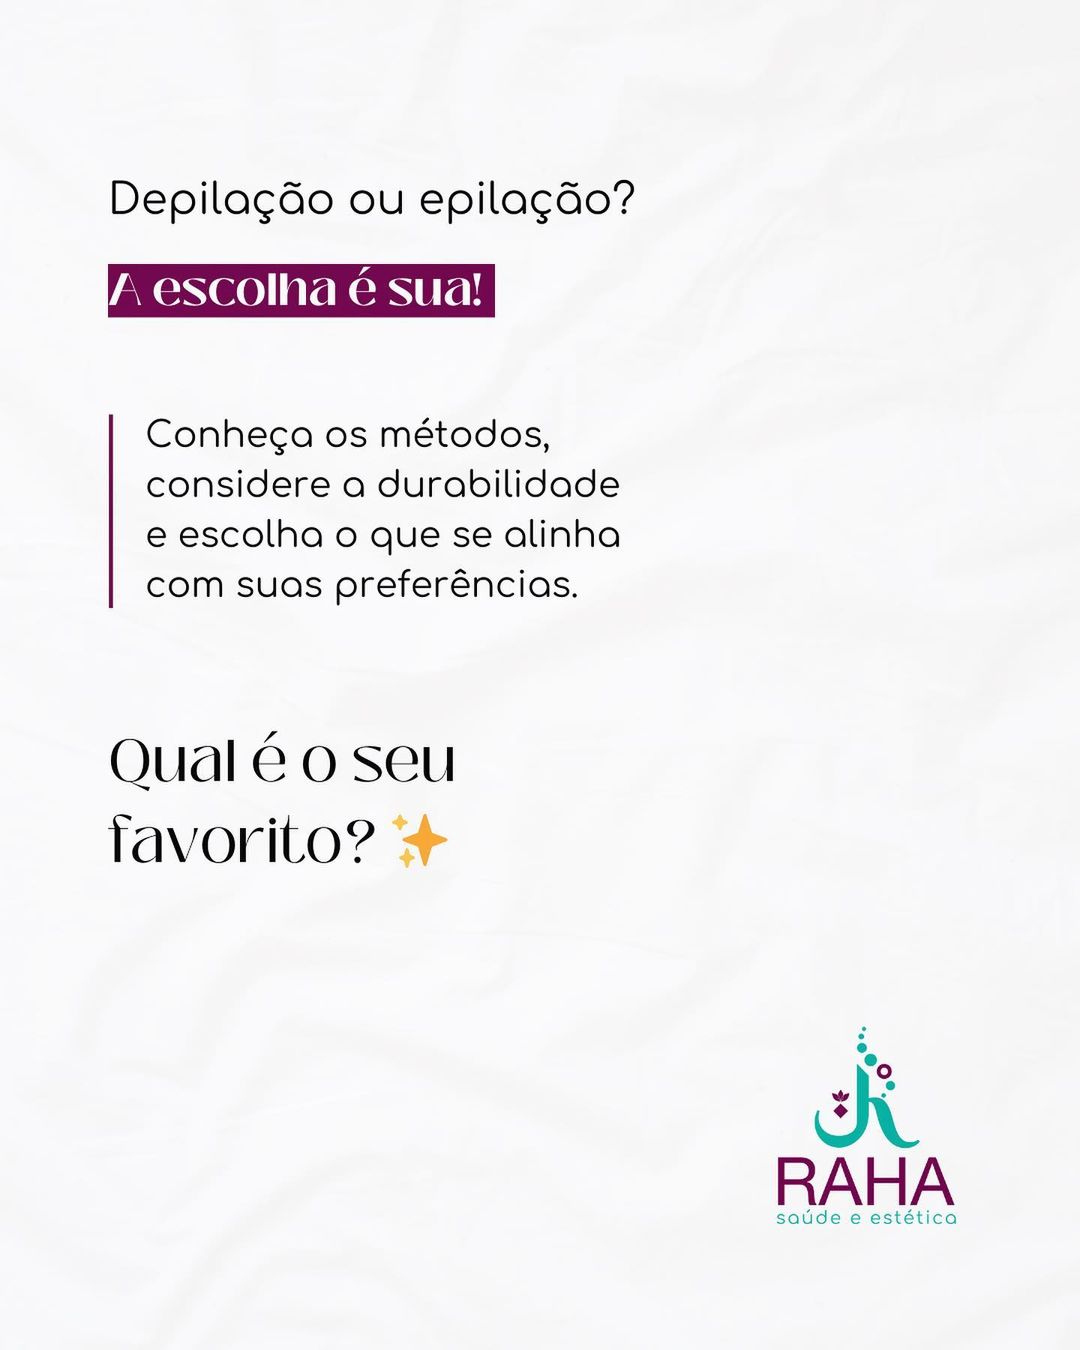 Depilação ou epilação?
A escolha é sua!
Conheça os métodos,
considere a durabilidade
e escolha o que se alinha
com suas preferências.
Qual é o seu
favorito? ✨
RAHA
saúde e estética